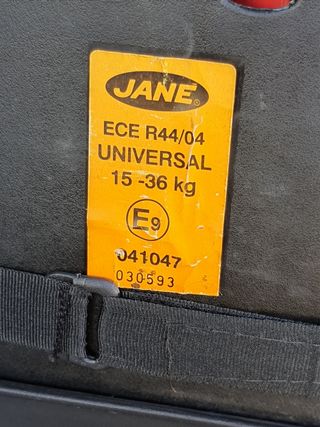 JANE®
ECE R44/04
UNIVERSAL
15 -36 kg
E9
041047
030593